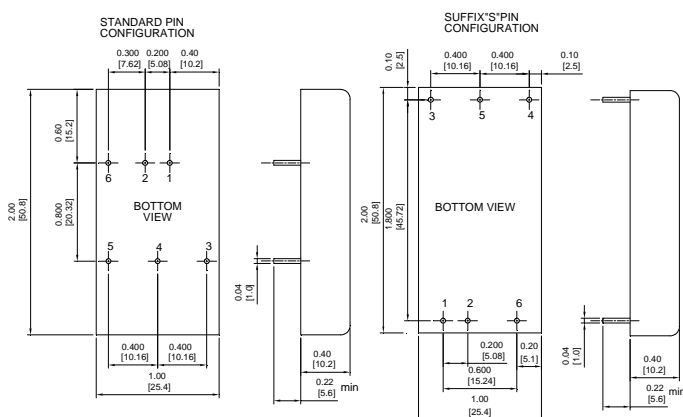 STANDARD PIN
CONFIGURATION
0.300 0.200 0.40
[7.62] [5.08] [10.2]
0.60
[15.2]
2.00
[50.8]
0.800
[20.32]
6 2 1
BOTTOM
VIEW
5 4 3
0.04
[1.0]
0.400 0.400
[10.16] [10.16]
1.00
[25.4]
0.40
[10.2]
0.22 min
[5.6]
SUFFIX"S"PIN
CONFIGURATION
0.10
[2.5]
0.400 0.400 0.10
[10.16] [10.16] [2.5]
3 5 4
2.00
[50.8]
1.800
[45.72]
BOTTOM VIEW
1 2 6
0.04
[1.0]
0.200 0.20
[5.08] [5.1]
0.600
[15.24]
1.00
[25.4]
0.40
[10.2]
0.22 min
[5.6]